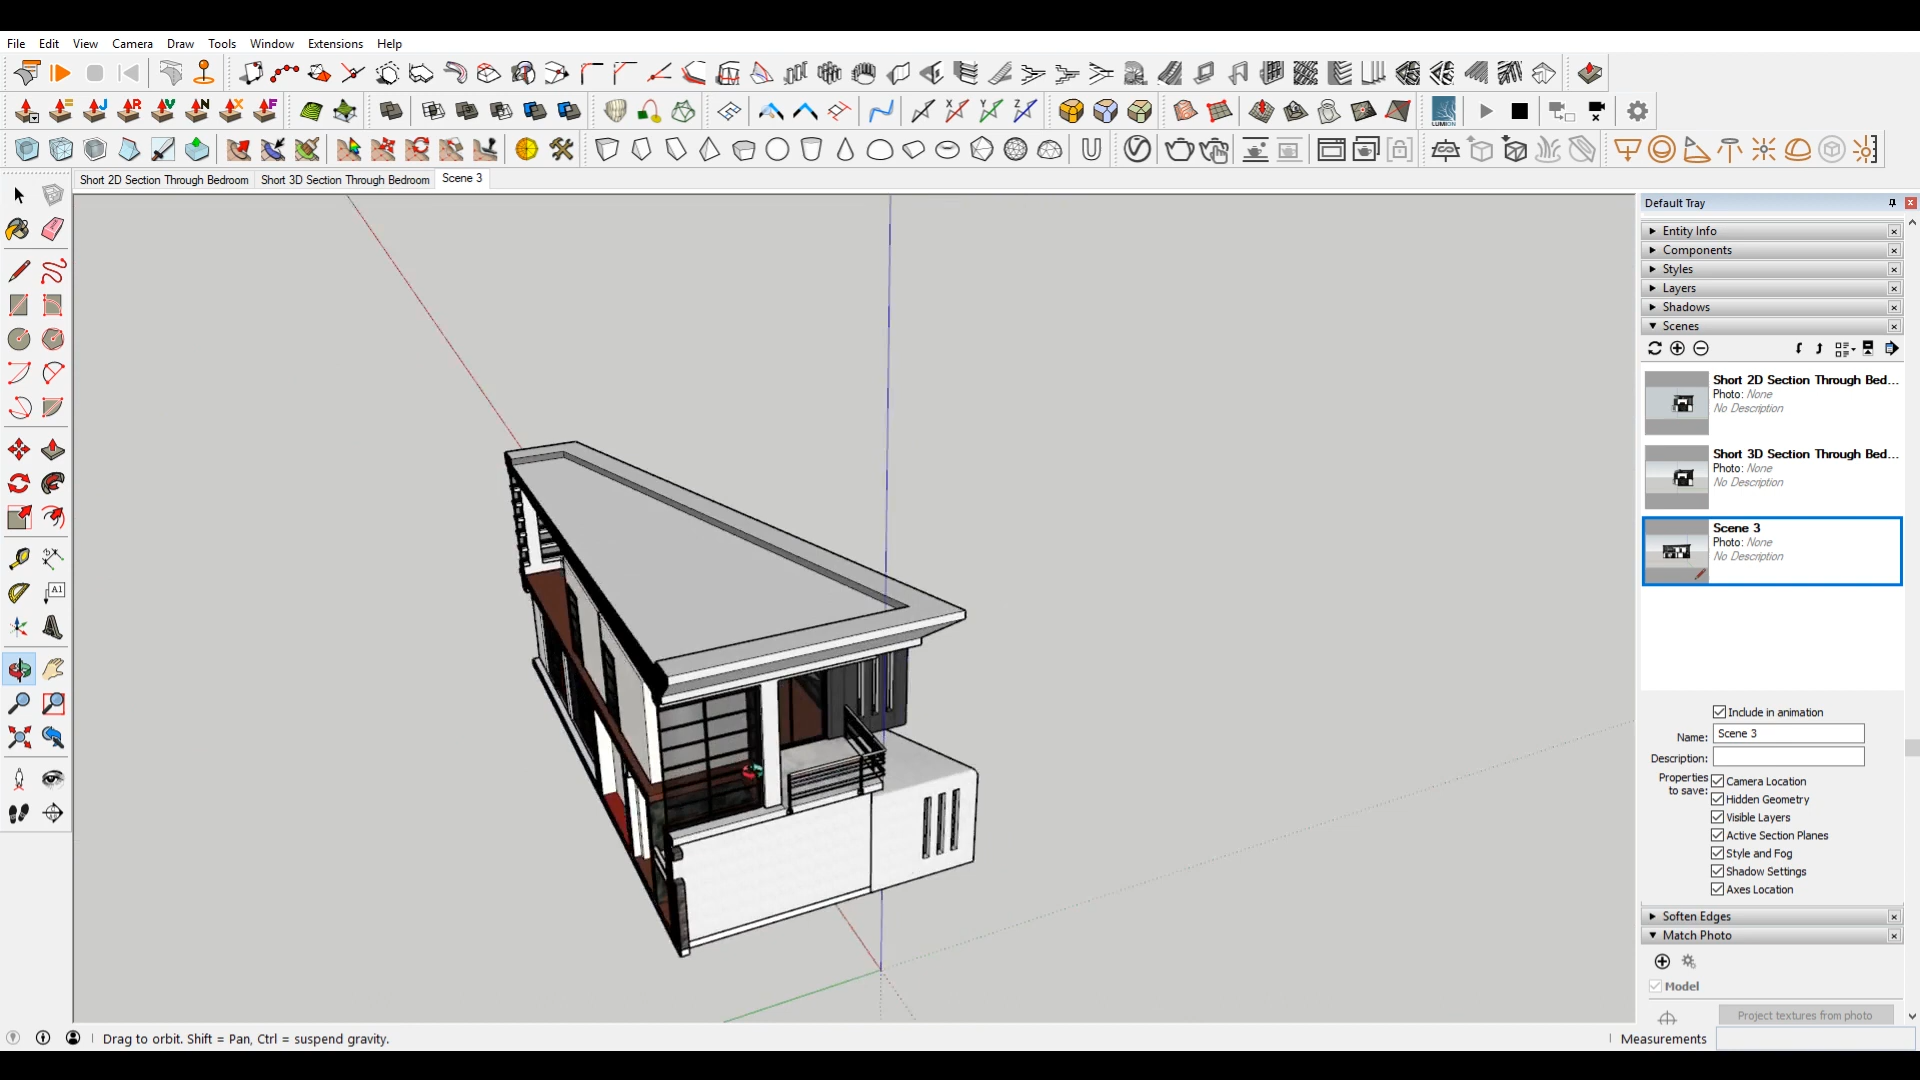 File Edit View Camera Draw Tools Window Extensions Help
J R V N X F
X Y Z
LUMION
Short 2D Section Through Bedroom Short 3D Section Through Bedroom Scene 3
Default Tray
Entity Info
Components
Styles
Layers
Shadows
Scenes
Short 2D Section Through Bed...
Photo: None
No Description
Short 3D Section Through Bed...
Photo: None
No Description
Scene 3
Photo: None
No Description
A1
Include in animation
Name: Scene 3
Description:
Properties to save:
Camera Location
Hidden Geometry
Visible Layers
Active Section Planes
Style and Fog
Shadow Settings
Axes Location
Soften Edges
Match Photo
Model
Project textures from photo
Drag to orbit. Shift = Pan, Ctrl = suspend gravity.
Measurements